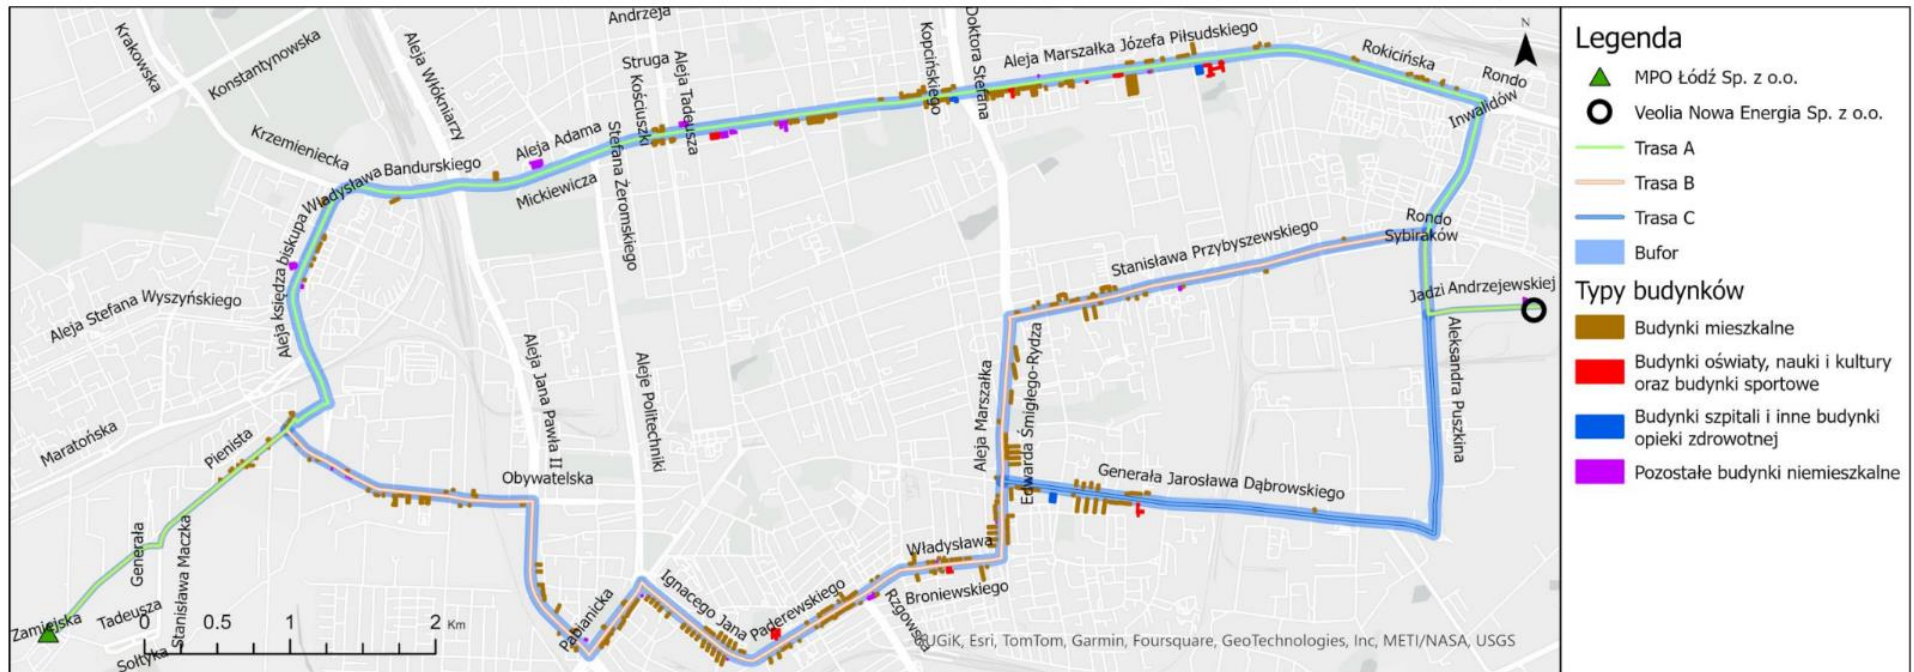 Andrzeja
Struga
Krakowska
Konstantynowska
Aleja Włókniarzy
Aleja Tadeusza
Kościuszki
Kopcińskiego
Doktora Stefana
Aleja Marszałka Józefa Piłsudskiego
Rokicińska
Rondo
Inwalidów
N
Krzemieniecka
Władysława Bandurskiego
Aleja Adama
Mickiewicza
Stefana Żeromskiego
Aleja księdza biskupa
Aleja Stefana Wyszyńskiego
Stanisława Przybyszewskiego
Rondo
Sybiraków
Jadzi Andrzejewskiej
Aleksandra Puszkina
Aleja Jana Pawła II
Aleje Politechniki
Aleja Marszałka
Edwarda Śmigłego-Rydza
Maratońska
Pienista
Obywatelska
Generała Jarosława Dąbrowskiego
Generała
Stanisława Maczka
Władysława
Broniewskiego
Ignacego Jana
Paderewskiego
Pabianicka
Rzgowska
Zamiejska
Tadeusza
Sołtyka
0 0.5 1 2 Km
UGiK, Esri, TomTom, Garmin, Foursquare, GeoTechnologies, Inc, METI/NASA, USGS
Legenda
MPO Łódź Sp. z o.o.
Veolia Nowa Energia Sp. z o.o.
Trasa A
Trasa B
Trasa C
Bufor
Typy budynków
Budynki mieszkalne
Budynki oświaty, nauki i kultury
oraz budynki sportowe
Budynki szpitali i inne budynki
opieki zdrowotnej
Pozostałe budynki niemieszkalne